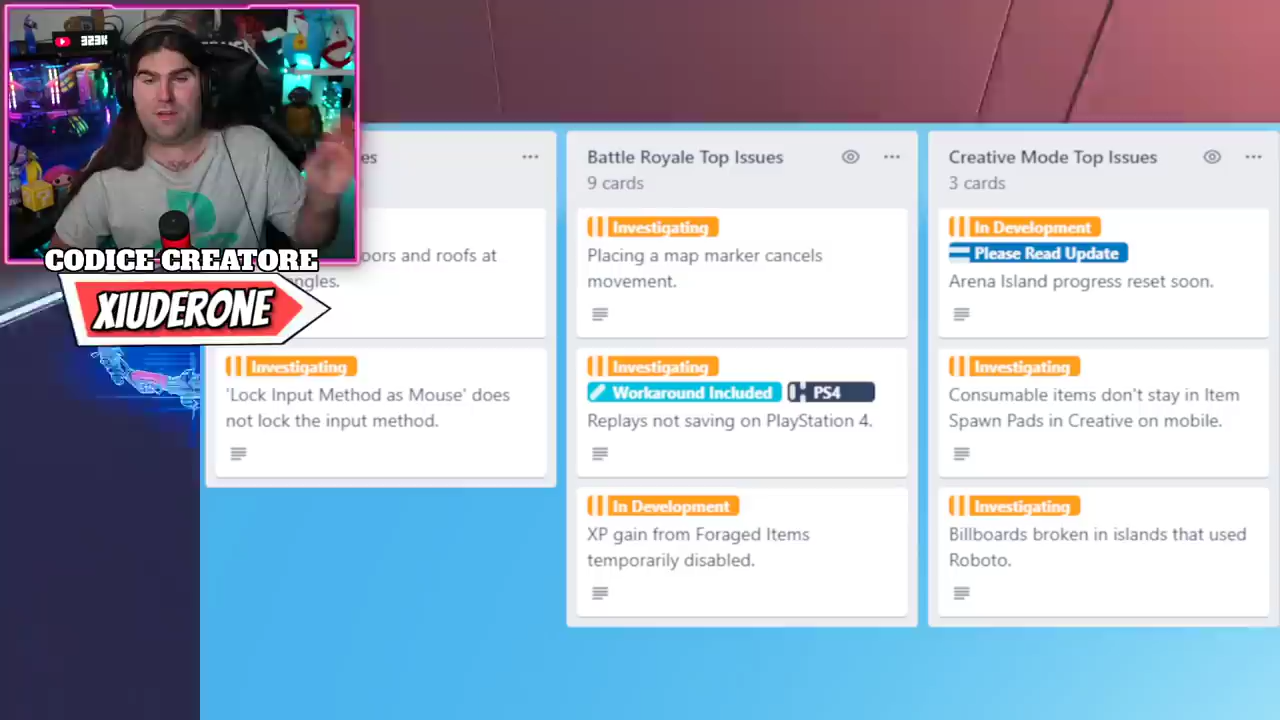 323K
CODICE CREATORE
XIUDERONE
es
oors and roofs at
ngles.
Investigating
'Lock Input Method as Mouse' does
not lock the input method.
Battle Royale Top Issues
9 cards
Investigating
Placing a map marker cancels
movement.
Investigating
Workaround Included
PS4
Replays not saving on PlayStation 4.
In Development
XP gain from Foraged Items
temporarily disabled.
Creative Mode Top Issues
3 cards
In Development
Please Read Update
Arena Island progress reset soon.
Investigating
Consumable items don't stay in Item
Spawn Pads in Creative on mobile.
Investigating
Billboards broken in islands that used
Roboto.